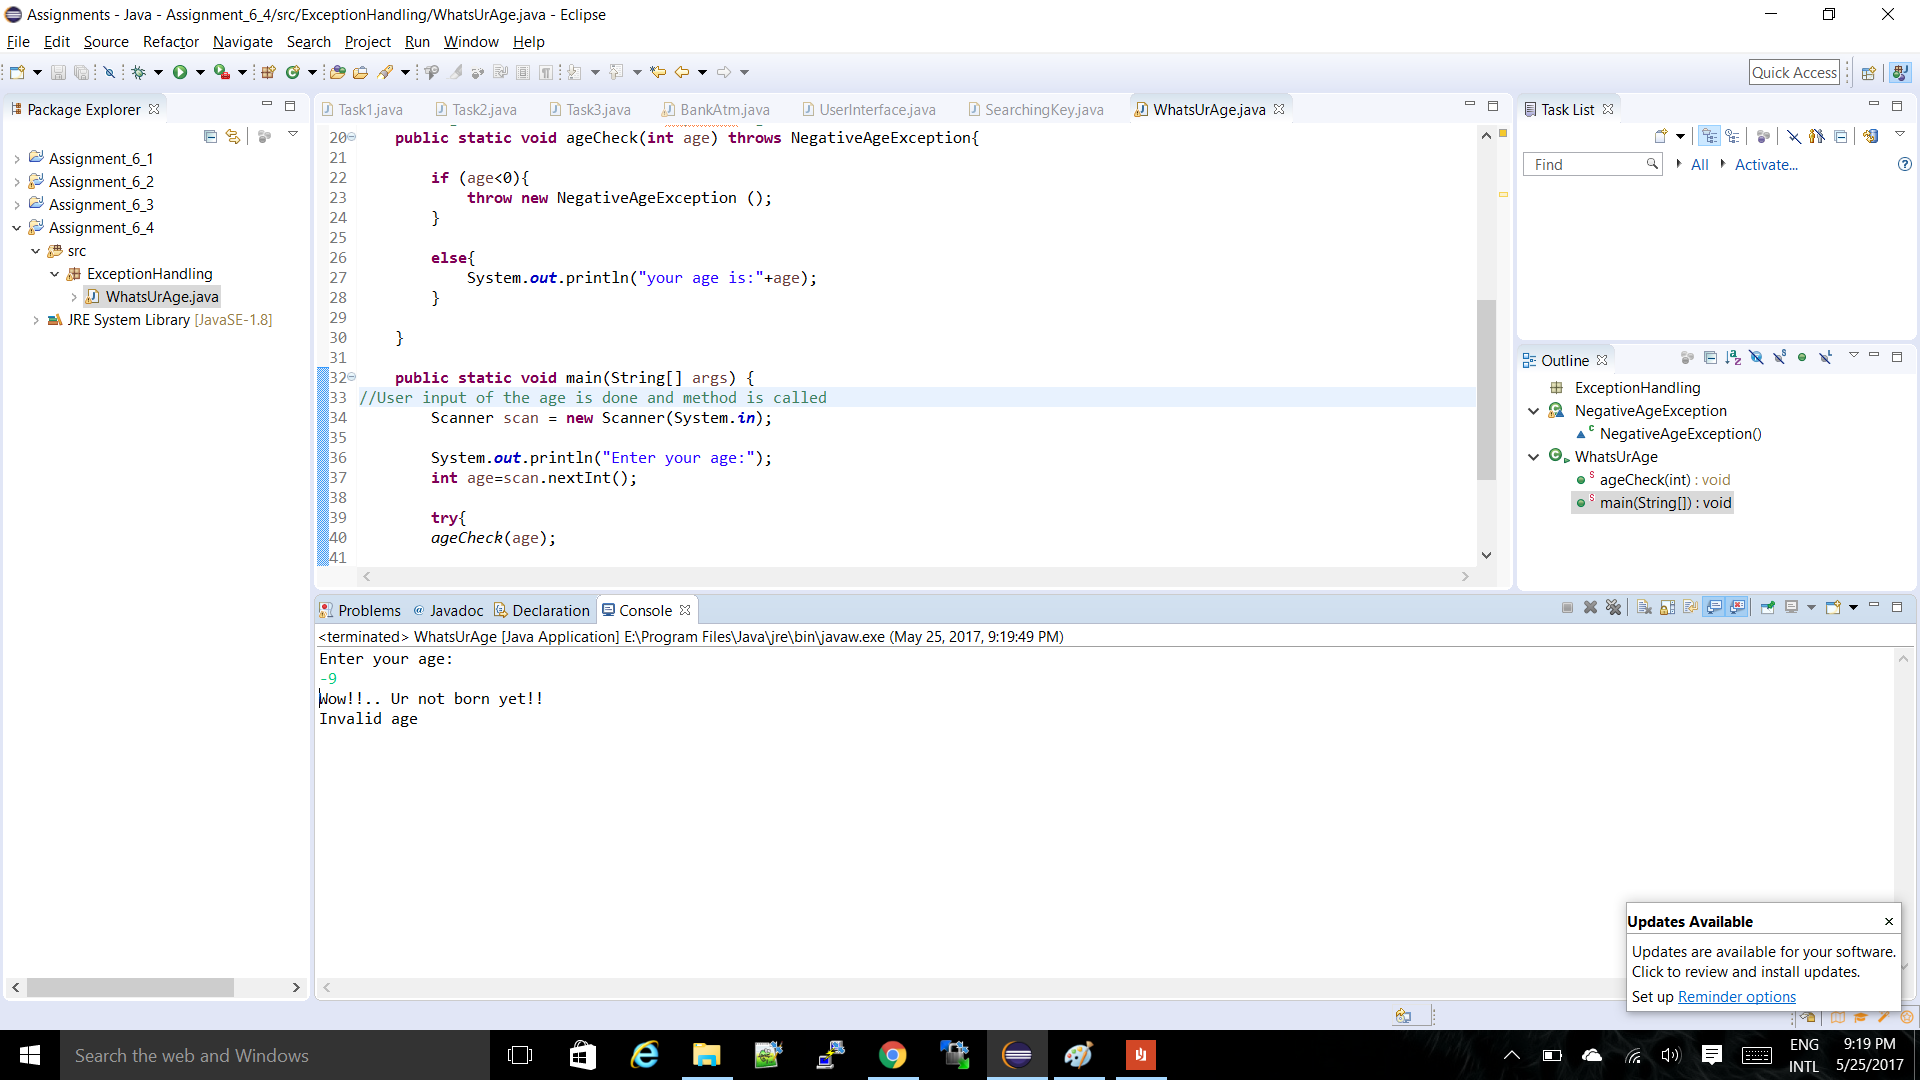 Assignments - Java - Assignment_6_4/src/ExceptionHandling/WhatsUrAge.java - Eclipse
File Edit Source Refactor Navigate Search Project Run Window Help
Quick Access
Package Explorer
Assignment_6_1
Assignment_6_2
Assignment_6_3
Assignment_6_4
src
ExceptionHandling
WhatsUrAge.java
JRE System Library [JavaSE-1.8]
Task1.java Task2.java Task3.java BankAtm.java UserInterface.java SearchingKey.java WhatsUrAge.java
20 public static void ageCheck(int age) throws NegativeAgeException{
21
22 if (age<0){
23 throw new NegativeAgeException ();
24 }
25
26 else{
27 System.out.println("your age is:"+age);
28 }
29
30 }
31
32 public static void main(String[] args) {
33 //User input of the age is done and method is called
34 Scanner scan = new Scanner(System.in);
35
36 System.out.println("Enter your age:");
37 int age=scan.nextInt();
38
39 try{
40 ageCheck(age);
41
Task List
Find All Activate...
Outline
ExceptionHandling
NegativeAgeException
NegativeAgeException()
WhatsUrAge
ageCheck(int) : void
main(String[]) : void
Problems @ Javadoc Declaration Console
<terminated> WhatsUrAge [Java Application] E:\Program Files\Java\jre\bin\javaw.exe (May 25, 2017, 9:19:49 PM)
Enter your age:
-9
Wow!!.. Ur not born yet!!
Invalid age
Updates Available
Updates are available for your software.
Click to review and install updates.
Set up Reminder options
Search the web and Windows
ENG
INTL
9:19 PM
5/25/2017